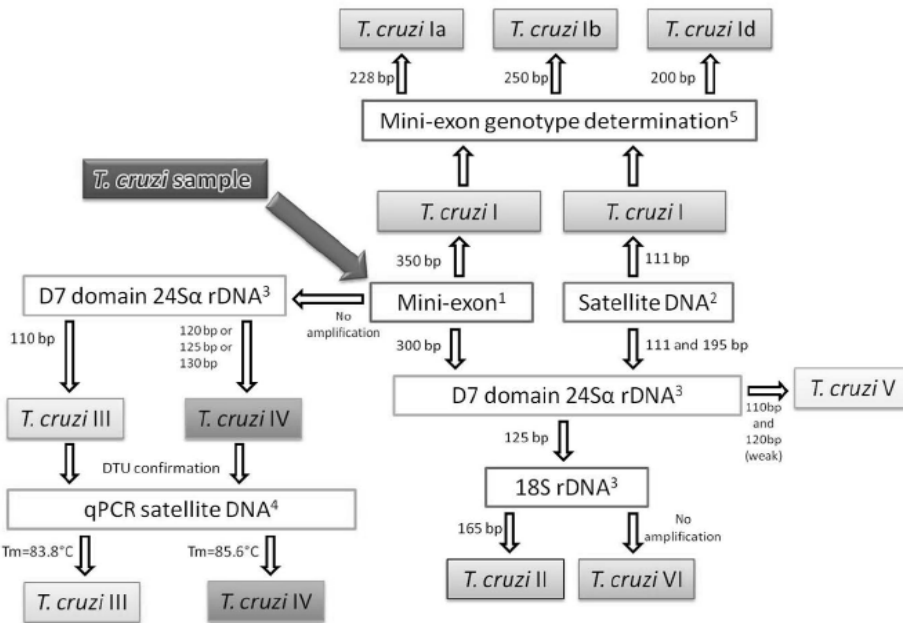 T. cruzi Ia
T. cruzi Ib
T. cruzi Id
228 bp
250 bp
200 bp
Mini-exon genotype determination⁵
T. cruzi sample
T. cruzi I
T. cruzi I
350 bp
111 bp
D7 domain 24Sα rDNA³
Mini-exon¹
Satellite DNA²
No
amplification
110 bp
120 bp or
125 bp or
130 bp
300 bp
111 and 195 bp
D7 domain 24Sα rDNA³
T. cruzi V
110bp
and
120bp
(weak)
T. cruzi III
T. cruzi IV
125 bp
DTU confirmation
18S rDNA³
qPCR satellite DNA⁴
165 bp
No
amplification
Tm=83.8°C
Tm=85.6°C
T. cruzi II
T. cruzi VI
T. cruzi III
T. cruzi IV